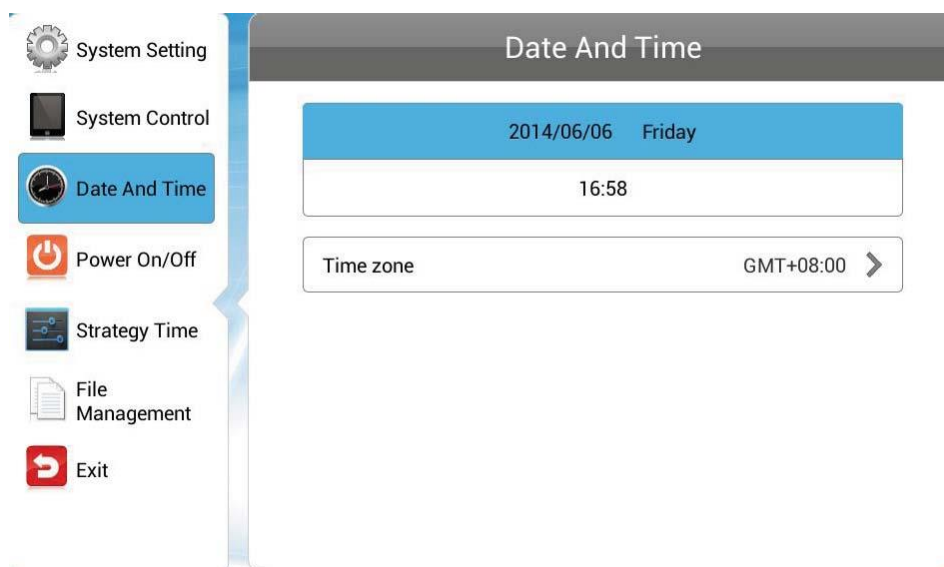 System Setting
System Control
Date And Time
Power On/Off
Strategy Time
File
Management
Exit
Date And Time
2014/06/06 Friday
16:58
Time zone GMT+08:00